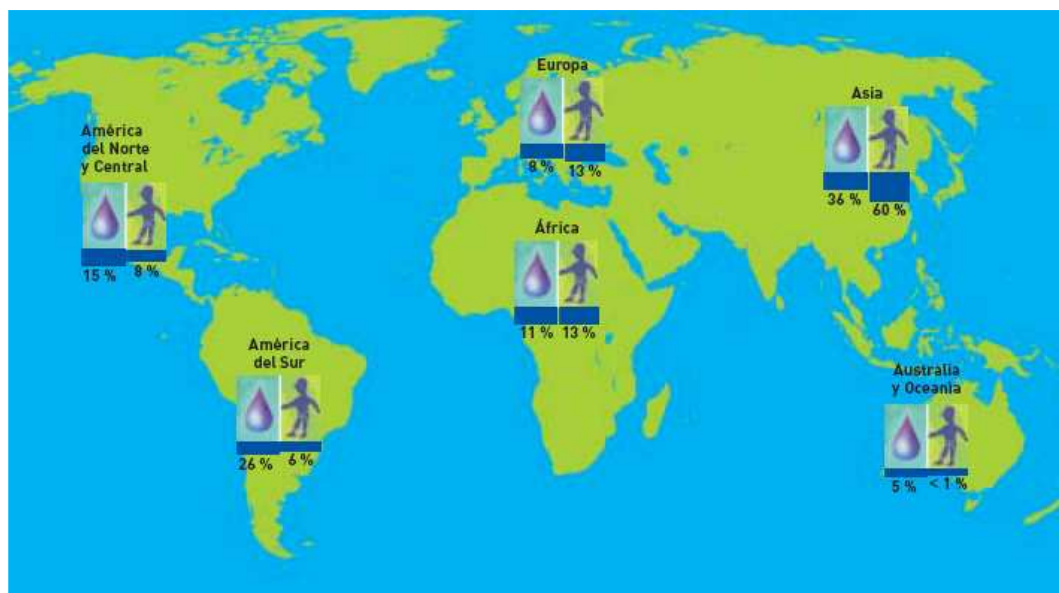 América
del Norte
y Central
15 %
8 %
América
del Sur
26 %
6 %
Europa
8 %
13 %
África
11 %
13 %
Asia
36 %
60 %
Australia
y Oceanía
5 %
< 1 %